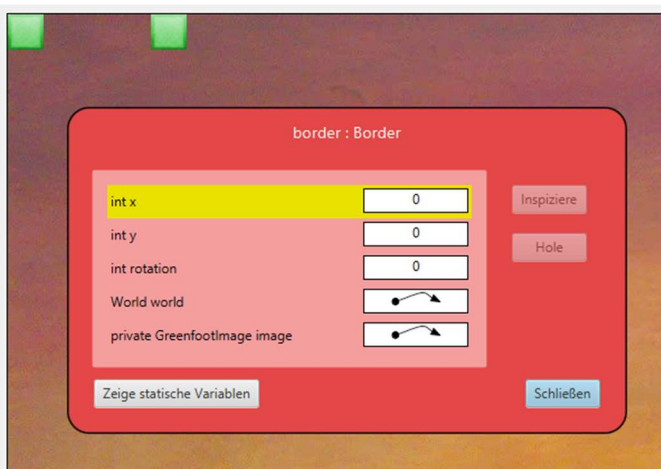 border : Border
int x
0
Inspiziere
int y
0
Hole
int rotation
0
World world
private GreenfootImage image
Zeige statische Variablen
Schließen